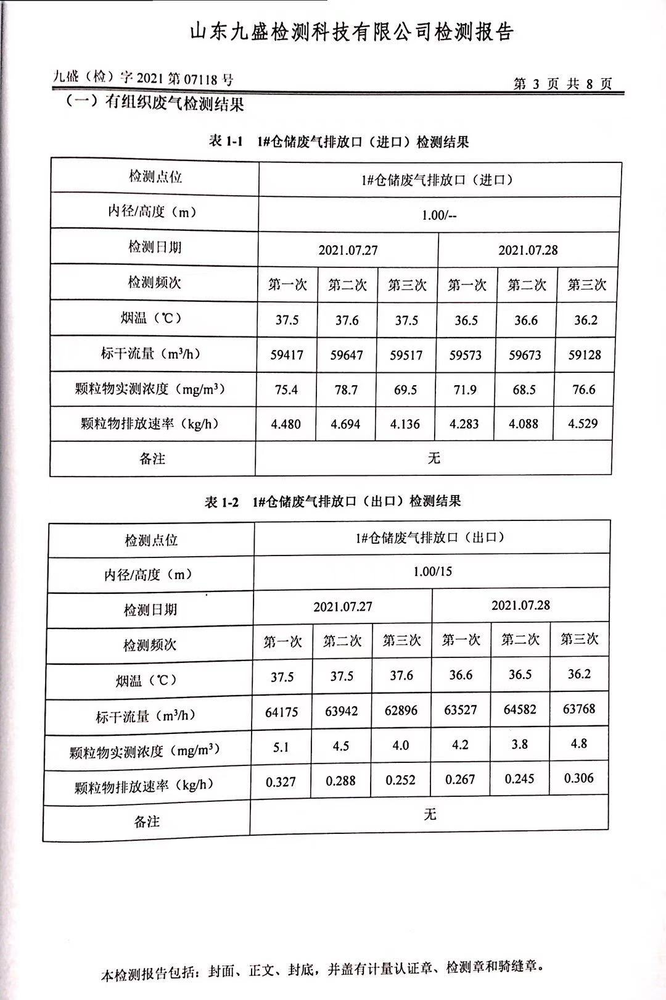 山东九盛检测科技有限公司检测报告
九盛（检）字 2021 第 07118 号 第 3 页 共 8 页
（一）有组织废气检测结果
表 1-1 1#仓储废气排放口（进口）检测结果
检测点位 1#仓储废气排放口（进口）
内径/高度（m） 1.00/--
检测日期 2021.07.27 2021.07.28
检测频次 第一次 第二次 第三次 第一次 第二次 第三次
烟温（℃） 37.5 37.6 37.5 36.5 36.6 36.2
标干流量（m³/h） 59417 59647 59517 59573 59673 59128
颗粒物实测浓度（mg/m³） 75.4 78.7 69.5 71.9 68.5 76.6
颗粒物排放速率（kg/h） 4.480 4.694 4.136 4.283 4.088 4.529
备注 无
表 1-2 1#仓储废气排放口（出口）检测结果
检测点位 1#仓储废气排放口（出口）
内径/高度（m） 1.00/15
检测日期 2021.07.27 2021.07.28
检测频次 第一次 第二次 第三次 第一次 第二次 第三次
烟温（℃） 37.5 37.5 37.6 36.6 36.5 36.2
标干流量（m³/h） 64175 63942 62896 63527 64582 63768
颗粒物实测浓度（mg/m³） 5.1 4.5 4.0 4.2 3.8 4.8
颗粒物排放速率（kg/h） 0.327 0.288 0.252 0.267 0.245 0.306
备注 无
本检测报告包括：封面、正文、封底，并盖有计量认证章、检测章和骑缝章。